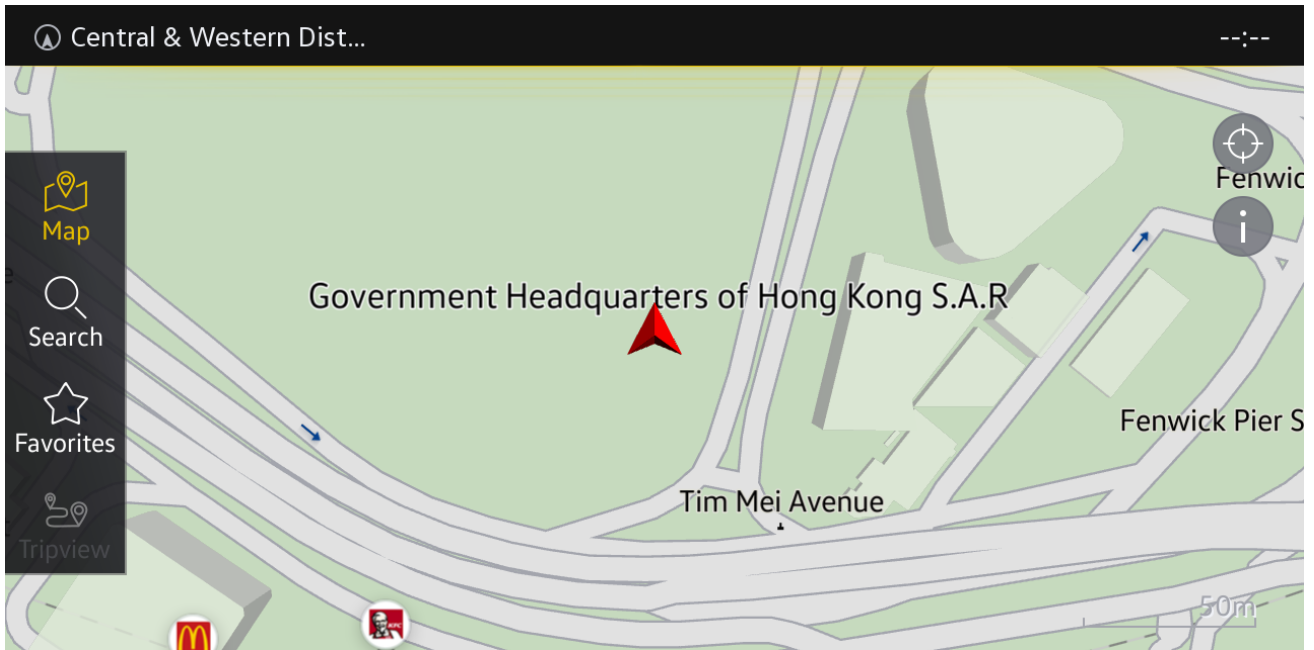 Central & Western Dist...
--:--
Map
Fenwic
Government Headquarters of Hong Kong S.A.R
Search
Favorites
Fenwick Pier S
Tim Mei Avenue
Tripview
50m
KFC